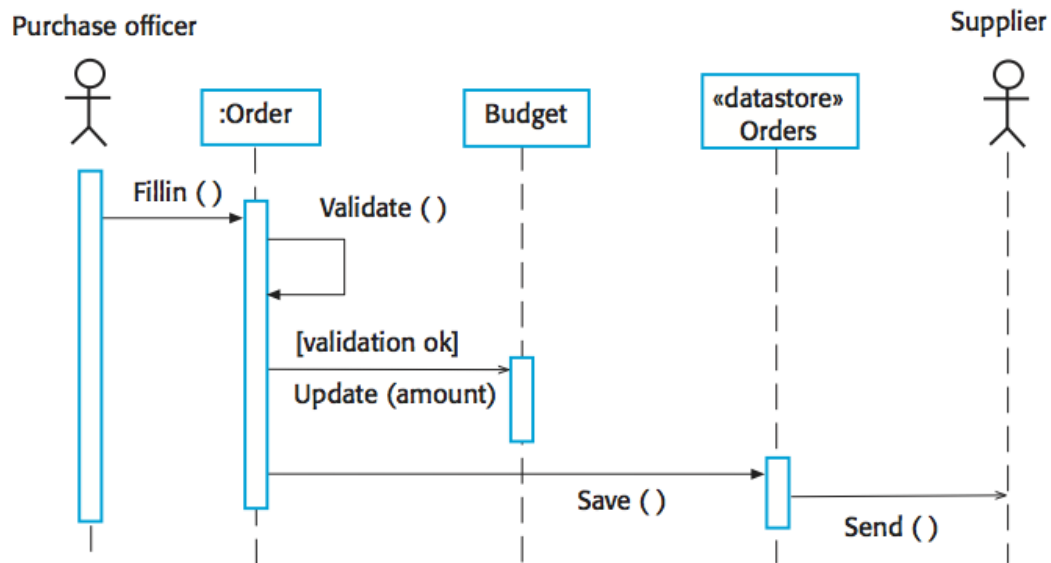 Purchase officer
Supplier
:Order
Budget
«datastore»
Orders
Fillin ( )
Validate ( )
[validation ok]
Update (amount)
Save ( )
Send ( )